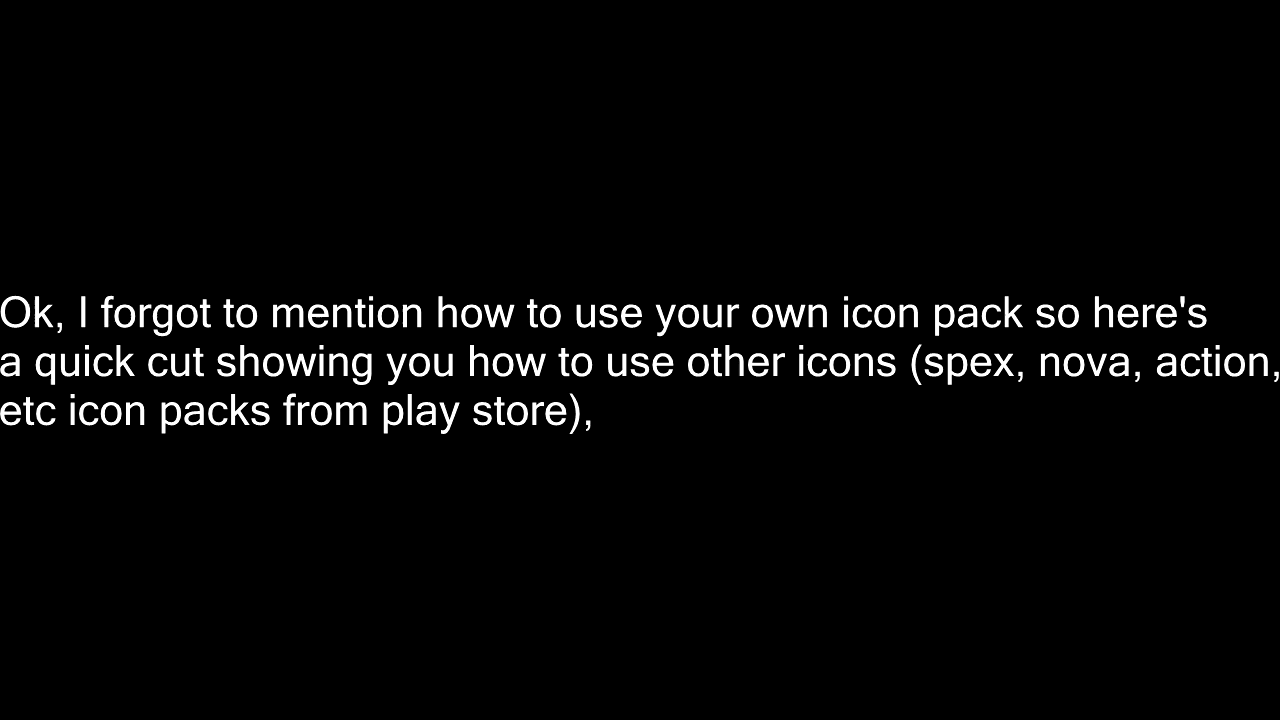 Ok, I forgot to mention how to use your own icon pack so here's
a quick cut showing you how to use other icons (spex, nova, action,
etc icon packs from play store),